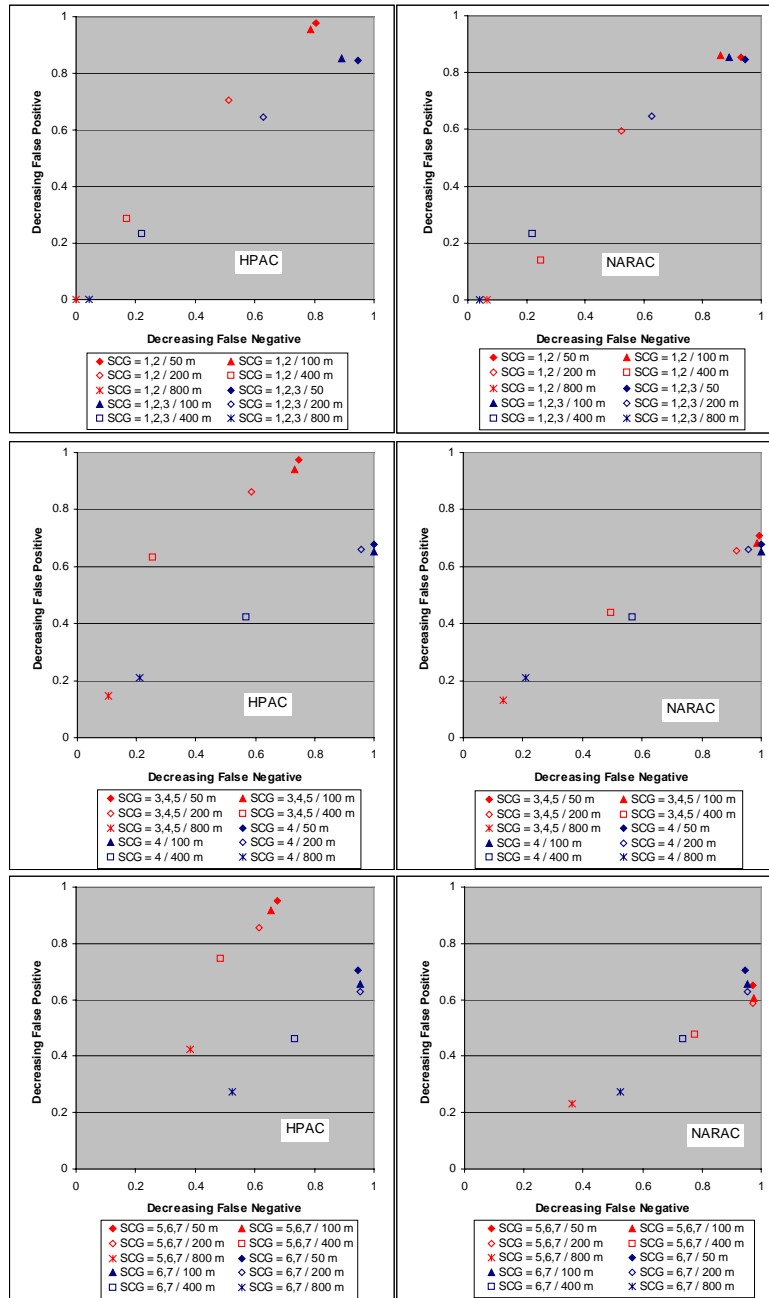 1
0.8
0.6
0.4
0.2
0
0 0.2 0.4 0.6 0.8 1
Decreasing False Positive
Decreasing False Negative
HPAC
SCG = 1,2 / 50 m SCG = 1,2 / 100 m
SCG = 1,2 / 200 m SCG = 1,2 / 400 m
SCG = 1,2 / 800 m SCG = 1,2,3 / 50
SCG = 1,2,3 / 100 m SCG = 1,2,3 / 200 m
SCG = 1,2,3 / 400 m SCG = 1,2,3 / 800 m
1
0.8
0.6
0.4
0.2
0
0 0.2 0.4 0.6 0.8 1
Decreasing False Positive
Decreasing False Negative
NARAC
SCG = 1,2 / 50 m SCG = 1,2 / 100 m
SCG = 1,2 / 200 m SCG = 1,2 / 400 m
SCG = 1,2 / 800 m SCG = 1,2,3 / 50
SCG = 1,2,3 / 100 m SCG = 1,2,3 / 200 m
SCG = 1,2,3 / 400 m SCG = 1,2,3 / 800 m
1
0.8
0.6
0.4
0.2
0
0 0.2 0.4 0.6 0.8 1
Decreasing False Positive
Decreasing False Negative
HPAC
SCG = 3,4,5 / 50 m SCG = 3,4,5 / 100 m
SCG = 3,4,5 / 200 m SCG = 3,4,5 / 400 m
SCG = 3,4,5 / 800 m SCG = 4 / 50 m
SCG = 4 / 100 m SCG = 4 / 200 m
SCG = 4 / 400 m SCG = 4 / 800 m
1
0.8
0.6
0.4
0.2
0
0 0.2 0.4 0.6 0.8 1
Decreasing False Positive
Decreasing False Negative
NARAC
SCG = 3,4,5 / 50 m SCG = 3,4,5 / 100 m
SCG = 3,4,5 / 200 m SCG = 3,4,5 / 400 m
SCG = 3,4,5 / 800 m SCG = 4 / 50 m
SCG = 4 / 100 m SCG = 4 / 200 m
SCG = 4 / 400 m SCG = 4 / 800 m
1
0.8
0.6
0.4
0.2
0
0 0.2 0.4 0.6 0.8 1
Decreasing False Positive
Decreasing False Negative
HPAC
SCG = 5,6,7 / 50 m SCG = 5,6,7 / 100 m
SCG = 5,6,7 / 200 m SCG = 5,6,7 / 400 m
SCG = 5,6,7 / 800 m SCG = 6,7 / 50 m
SCG = 6,7 / 100 m SCG = 6,7 / 200 m
SCG = 6,7 / 400 m SCG = 6,7 / 800 m
1
0.8
0.6
0.4
0.2
0
0 0.2 0.4 0.6 0.8 1
Decreasing False Positive
Decreasing False Negative
NARAC
SCG = 5,6,7 / 50 m SCG = 5,6,7 / 100 m
SCG = 5,6,7 / 200 m SCG = 5,6,7 / 400 m
SCG = 5,6,7 / 800 m SCG = 6,7 / 50 m
SCG = 6,7 / 100 m SCG = 6,7 / 200 m
SCG = 6,7 / 400 m SCG = 6,7 / 800 m